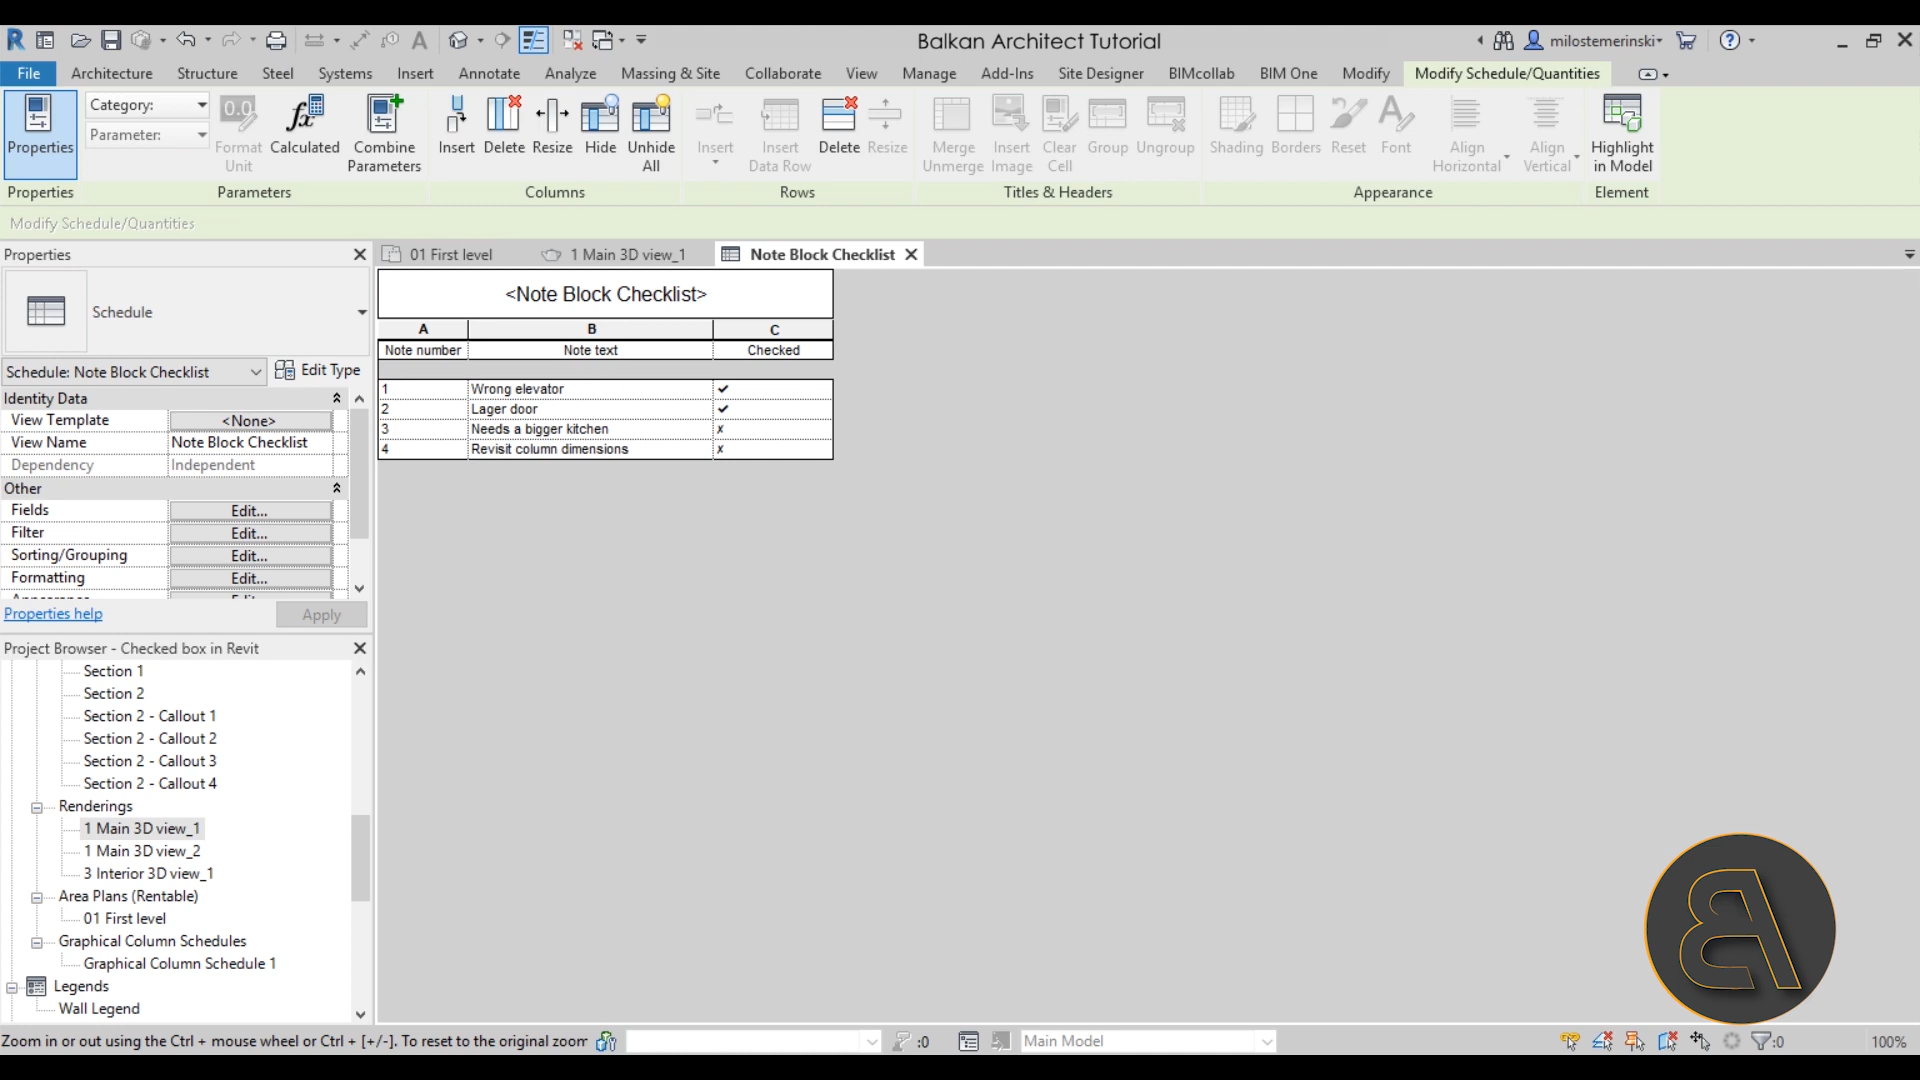 Balkan Architect Tutorial
milostemerinski
File Architecture Structure Steel Systems Insert Annotate Analyze Massing & Site Collaborate View Manage Add-Ins Site Designer BIMcollab BIM One Modify Modify Schedule/Quantities
Properties
Category:
Parameter:
Format Unit
Calculated
Combine Parameters
Insert Delete Resize Hide Unhide All
Insert
Insert Data Row
Delete Resize
Merge Unmerge
Insert Image
Clear Cell
Group Ungroup
Shading Borders Reset Font
Align Horizontal
Align Vertical
Highlight in Model
Properties Parameters Columns Rows Titles & Headers Appearance Element
Modify Schedule/Quantities
Properties
01 First level
1 Main 3D view_1
Note Block Checklist
Schedule
Schedule: Note Block Checklist
Edit Type
Identity Data
View Template <None>
View Name Note Block Checklist
Dependency Independent
Other
Fields Edit...
Filter Edit...
Sorting/Grouping Edit...
Formatting Edit...
Properties help
Apply
<Note Block Checklist>
A B C
Note number Note text Checked
1 Wrong elevator ✔
2 Lager door ✔
3 Needs a bigger kitchen ✗
4 Revisit column dimensions ✗
Project Browser - Checked box in Revit
Section 1
Section 2
Section 2 - Callout 1
Section 2 - Callout 2
Section 2 - Callout 3
Section 2 - Callout 4
Renderings
1 Main 3D view_1
1 Main 3D view_2
3 Interior 3D view_1
Area Plans (Rentable)
01 First level
Graphical Column Schedules
Graphical Column Schedule 1
Legends
Wall Legend
Zoom in or out using the Ctrl + mouse wheel or Ctrl + [+/-]. To reset to the original zoom
:0
Main Model
:0
100%